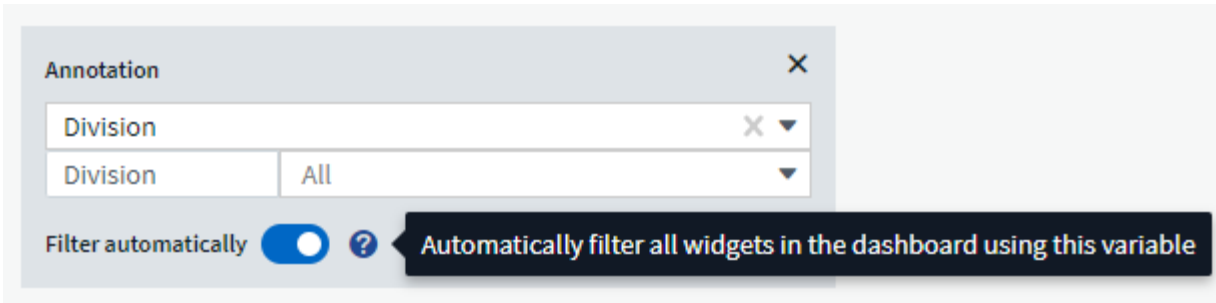 Annotation
Division
Division All
Filter automatically Automatically filter all widgets in the dashboard using this variable